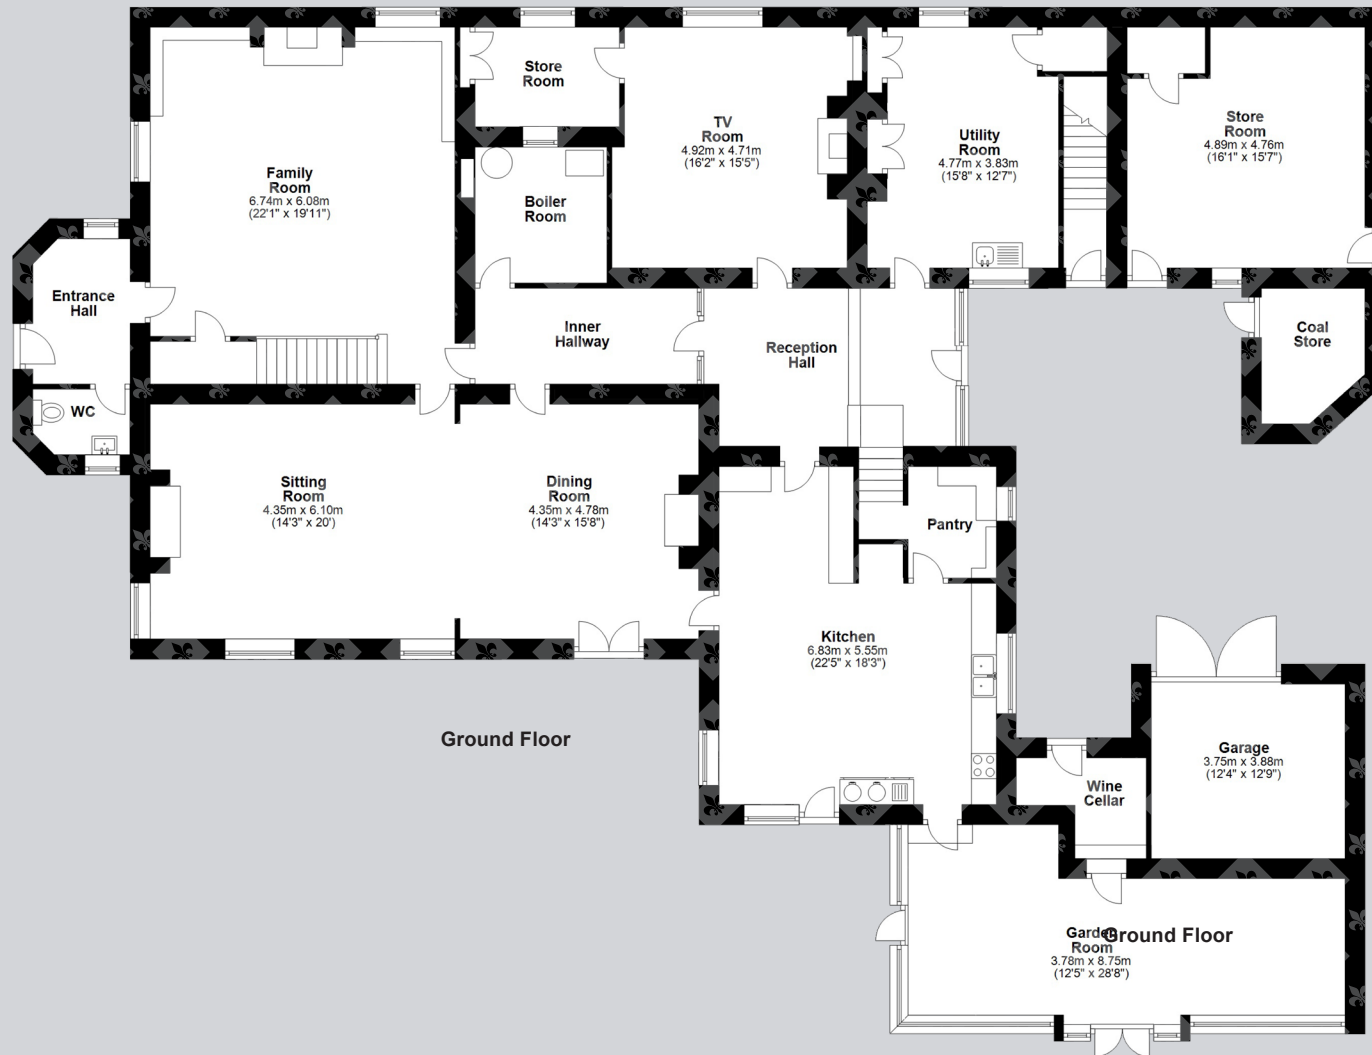 Store
Room
TV
Room
4.92m x 4.71m
(16'2" x 15'5")
Utility
Room
4.77m x 3.83m
(15'8" x 12'7")
Store
Room
4.89m x 4.76m
(16'1" x 15'7")
Family
Room
6.74m x 6.08m
(22'1" x 19'11")
Boiler
Room
Entrance
Hall
Inner
Hallway
Reception
Hall
Coal
Store
WC
Sitting
Room
4.35m x 6.10m
(14'3" x 20')
Dining
Room
4.35m x 4.78m
(14'3" x 15'8")
Pantry
Kitchen
6.83m x 5.55m
(22'5" x 18'3")
Ground Floor
Garage
3.75m x 3.88m
(12'4" x 12'9")
Wine
Cellar
Garden
Room
3.78m x 8.75m
(12'5" x 28'8")
Ground Floor